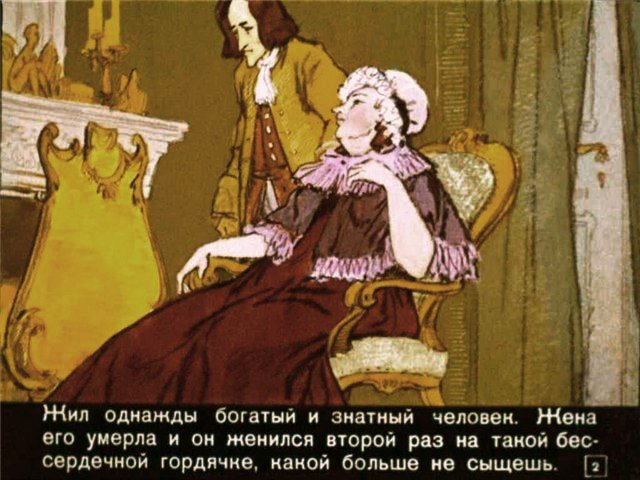 Жил однажды богатый и знатный человек. Жена
его умерла и он женился второй раз на такой бес-
сердечной гордячке, какой больше не сыщешь. 2